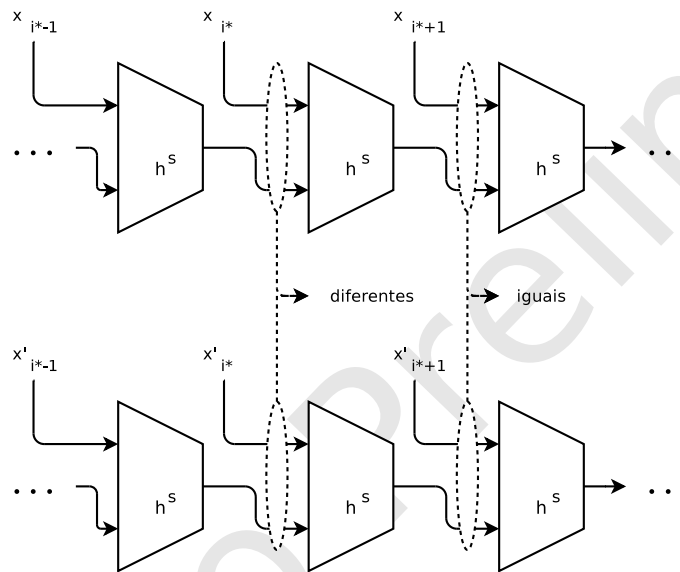 x i*-1 x i* x i*+1
... h s h s h s ..
diferentes iguais
x' i*-1 x' i* x' i*+1
... h s h s h s ..